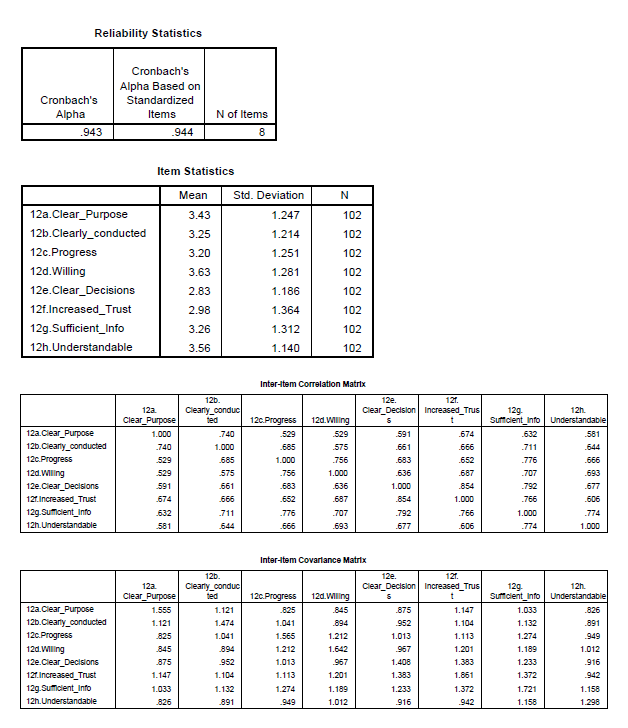 Reliability Statistics
Cronbach's Alpha Cronbach's Alpha Based on Standardized Items N of Items
.943 .944 8
Item Statistics
Mean Std. Deviation N
12a.Clear_Purpose 3.43 1.247 102
12b.Clearly_conducted 3.25 1.214 102
12c.Progress 3.20 1.251 102
12d.Willing 3.63 1.281 102
12e.Clear_Decisions 2.83 1.186 102
12f.Increased_Trust 2.98 1.364 102
12g.Sufficient_Info 3.26 1.312 102
12h.Understandable 3.56 1.140 102
Inter-Item Correlation Matrix
12a. Clear_Purpose 12b. Clearly_conducted 12c.Progress 12d.Willing 12e. Clear_Decisions 12f. Increased_Trust 12g. Sufficient_Info 12h. Understandable
12a.Clear_Purpose 1.000 .740 .529 .529 .591 .674 .632 .581
12b.Clearly_conducted .740 1.000 .685 .575 .661 .666 .711 .644
12c.Progress .529 .685 1.000 .756 .683 .652 .776 .666
12d.Willing .529 .575 .756 1.000 .636 .687 .707 .693
12e.Clear_Decisions .591 .661 .683 .636 1.000 .854 .792 .677
12f.Increased_Trust .674 .666 .652 .687 .854 1.000 .766 .606
12g.Sufficient_Info .632 .711 .776 .707 .792 .766 1.000 .774
12h.Understandable .581 .644 .666 .693 .677 .606 .774 1.000
Inter-Item Covariance Matrix
12a. Clear_Purpose 12b. Clearly_conducted 12c.Progress 12d.Willing 12e. Clear_Decisions 12f. Increased_Trust 12g. Sufficient_Info 12h. Understandable
12a.Clear_Purpose 1.555 1.121 .825 .845 .875 1.147 1.033 .826
12b.Clearly_conducted 1.121 1.474 1.041 .894 .952 1.104 1.132 .891
12c.Progress .825 1.041 1.565 1.212 1.013 1.113 1.274 .949
12d.Willing .845 .894 1.212 1.642 .967 1.201 1.189 1.012
12e.Clear_Decisions .875 .952 1.013 .967 1.408 1.383 1.233 .916
12f.Increased_Trust 1.147 1.104 1.113 1.201 1.383 1.861 1.372 .942
12g.Sufficient_Info 1.033 1.132 1.274 1.189 1.233 1.372 1.721 1.158
12h.Understandable .826 .891 .949 1.012 .916 .942 1.158 1.298